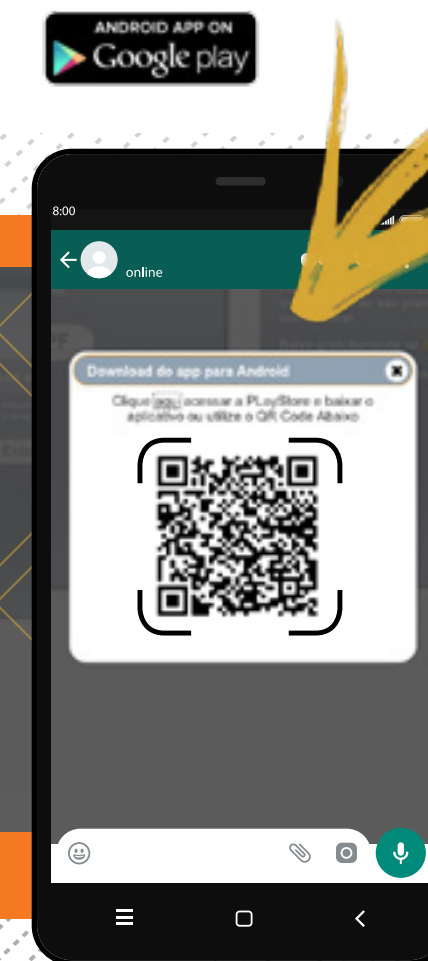 ANDROID APP ON
Google play
8:00
online
Download do app para Android
Clique aqui acessar a PLayStore e baixar o
aplicativo ou utilize o QR Code Abaixo